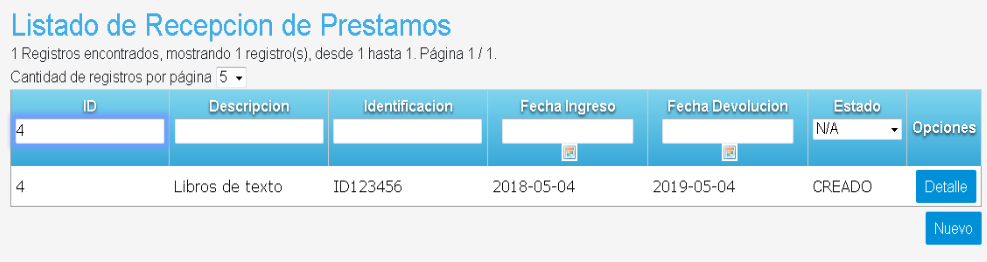 Listado de Recepcion de Prestamos
1 Registros encontrados, mostrando 1 registro(s), desde 1 hasta 1. Página 1 / 1.
Cantidad de registros por página 5
ID Descripcion Identificacion Fecha Ingreso Fecha Devolucion Estado Opciones
4 N/A
4 Libros de texto ID123456 2018-05-04 2019-05-04 CREADO Detalle
Nuevo